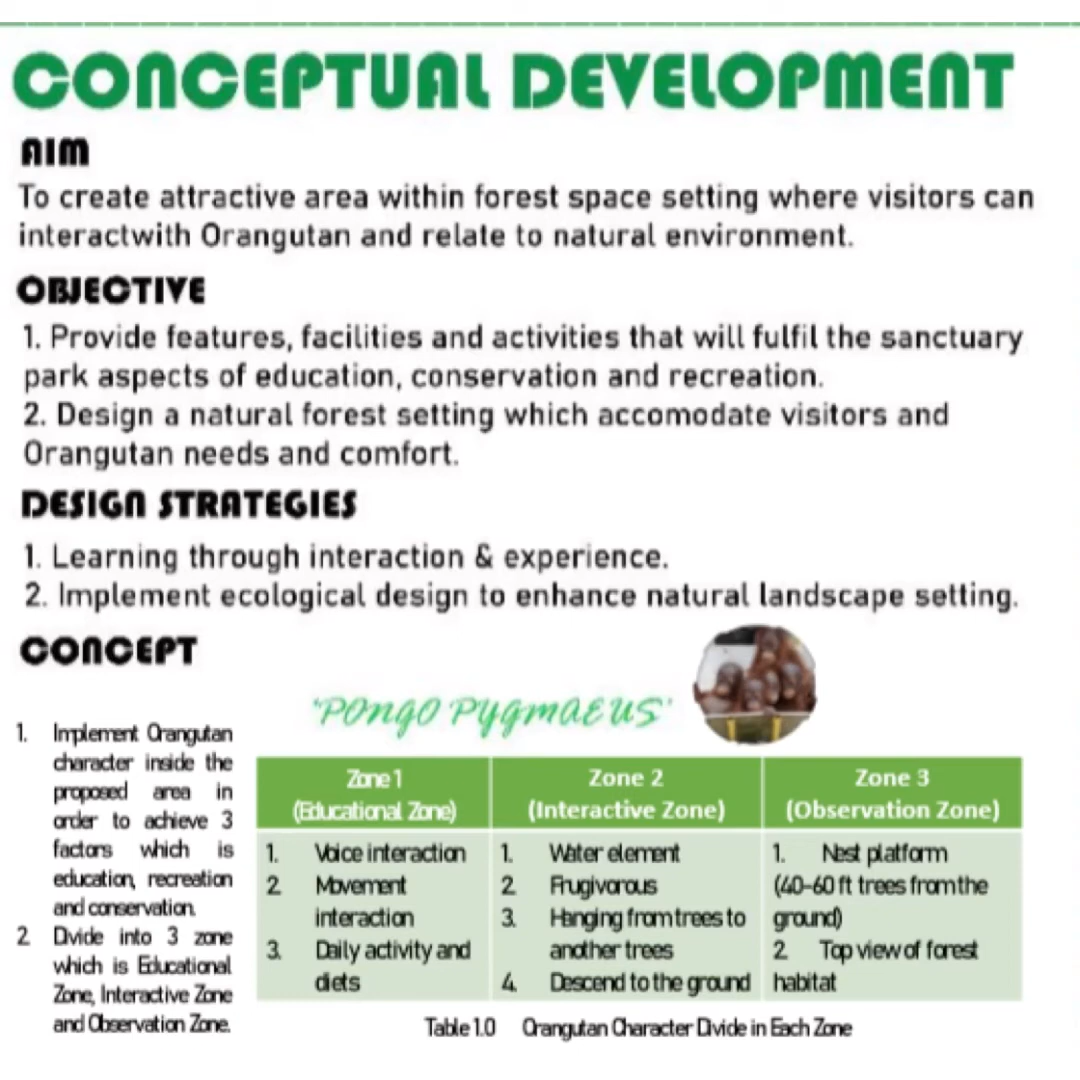 CONCEPTUAL DEVELOPMENT
AIM
To create attractive area within forest space setting where visitors can
interactwith Orangutan and relate to natural environment.
OBJECTIVE
1. Provide features, facilities and activities that will fulfil the sanctuary
park aspects of education, conservation and recreation.
2. Design a natural forest setting which accomodate visitors and
Orangutan needs and comfort.
DESIGN STRATEGIES
1. Learning through interaction & experience.
2. Implement ecological design to enhance natural landscape setting.
CONCEPT
'PONGO PYGMAEUS'
1. Implement Orangutan
character inside the
proposed area in
order to achieve 3
factors which is
education, recreation
and conservation.
2. Divide into 3 zone
which is Educational
Zone, Interactive Zone
and Observation Zone.
Zone 1
(Educational Zone)
1. Voice interaction
2. Movement
interaction
3. Daily activity and
diets
Zone 2
(Interactive Zone)
1. Water element
2. Frugivorous
3. Hanging from trees to
another trees
4. Descend to the ground
Zone 3
(Observation Zone)
1. Nest platform
(40-60 ft trees from the
ground)
2. Top view of forest
habitat
Table 1.0 Orangutan Character Divide in Each Zone